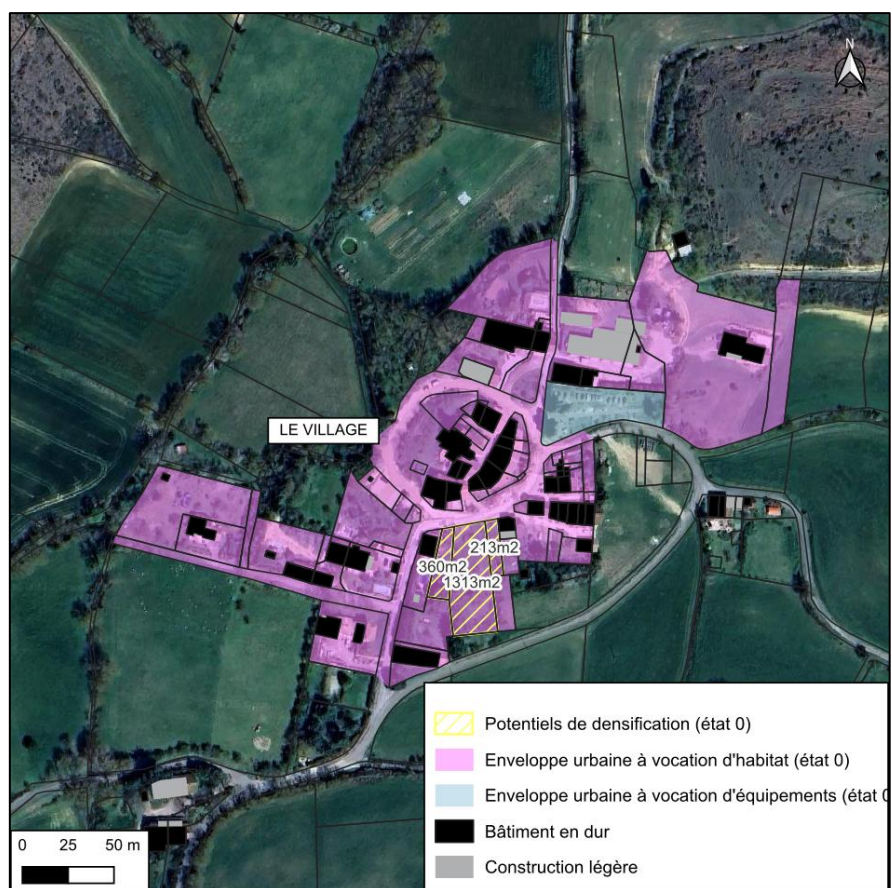 N
LE VILLAGE
213m2
360m2
1313m2
Potentiels de densification (état 0)
Enveloppe urbaine à vocation d'habitat (état 0)
Enveloppe urbaine à vocation d'équipements (état 0
Bâtiment en dur
Construction légère
0 25 50 m